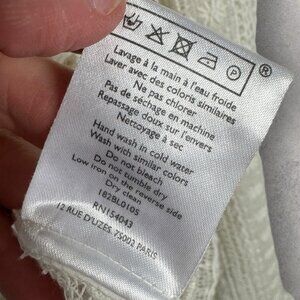 ®
Lavage à la main à l'eau froide
Laver avec des coloris similaires
Ne pas chlorer
Pas de séchage en machine
Repassage doux sur l'envers
Nettoyage à sec
Hand wash in cold water
Wash with similar colors
Do not bleach
Do not tumble dry
Low iron on the reverse side
Dry clean
182BL0105
RN154043
12 RUE D'UZES 75002 PARIS